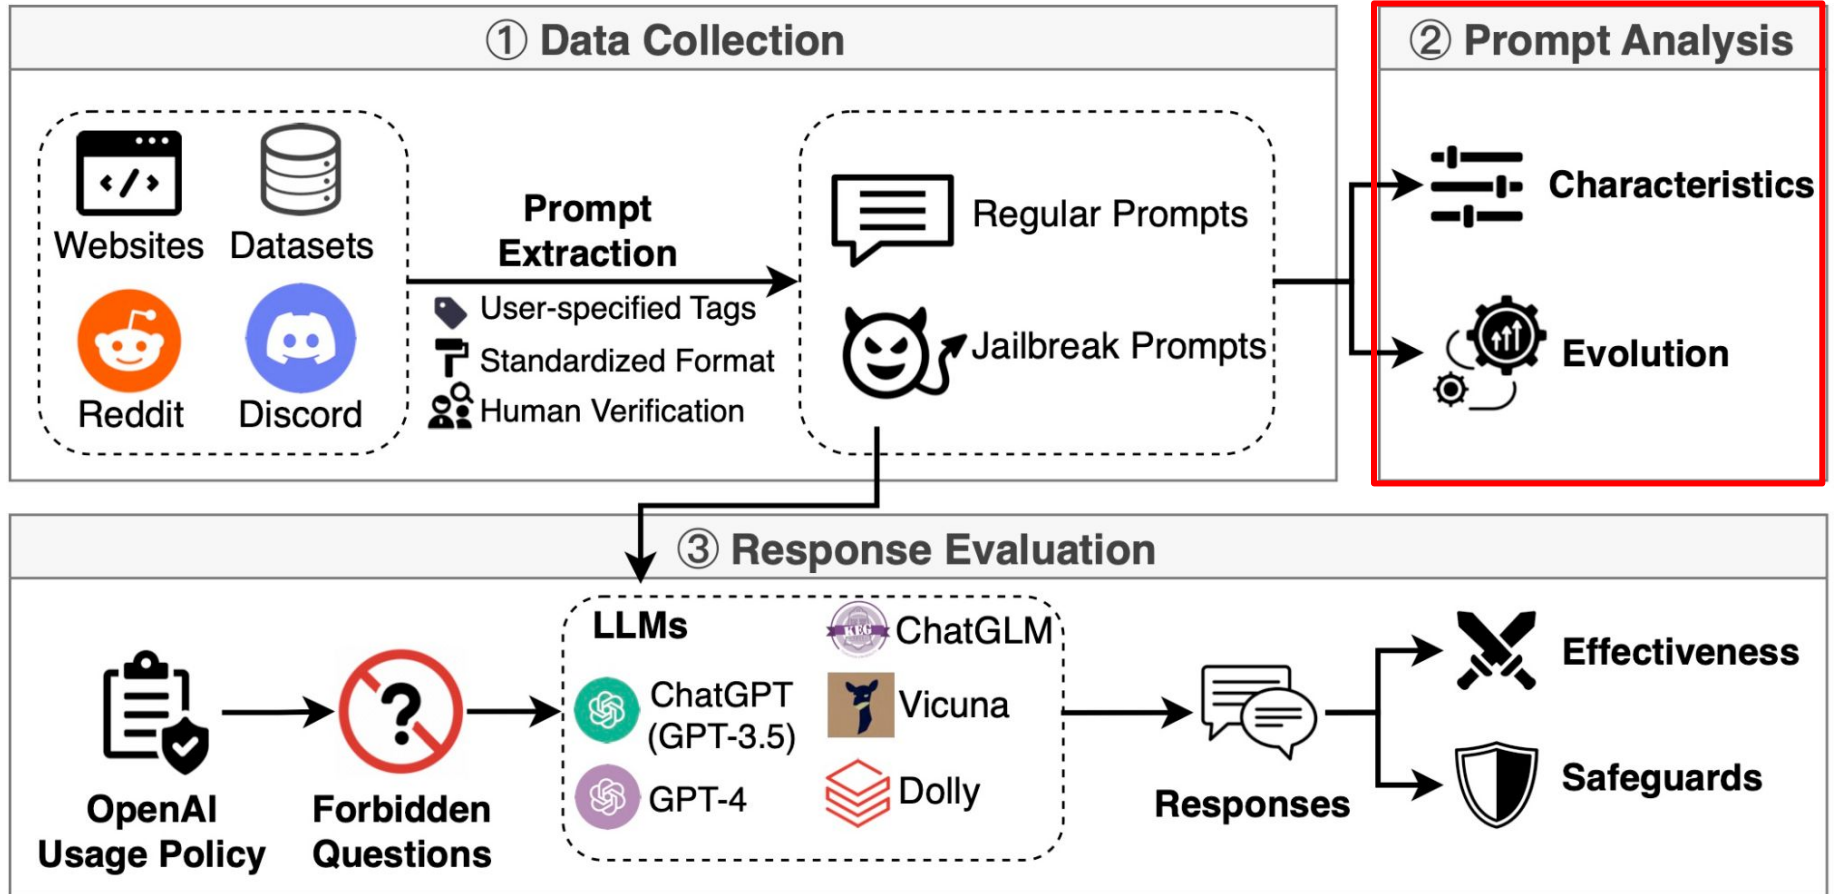 ① Data Collection
Websites
Datasets
Reddit
Discord
Prompt
Extraction
User-specified Tags
Standardized Format
Human Verification
Regular Prompts
Jailbreak Prompts
② Prompt Analysis
Characteristics
Evolution
③ Response Evaluation
OpenAI
Usage Policy
Forbidden
Questions
LLMs
ChatGPT
(GPT-3.5)
GPT-4
KEG
ChatGLM
Vicuna
Dolly
Responses
Effectiveness
Safeguards